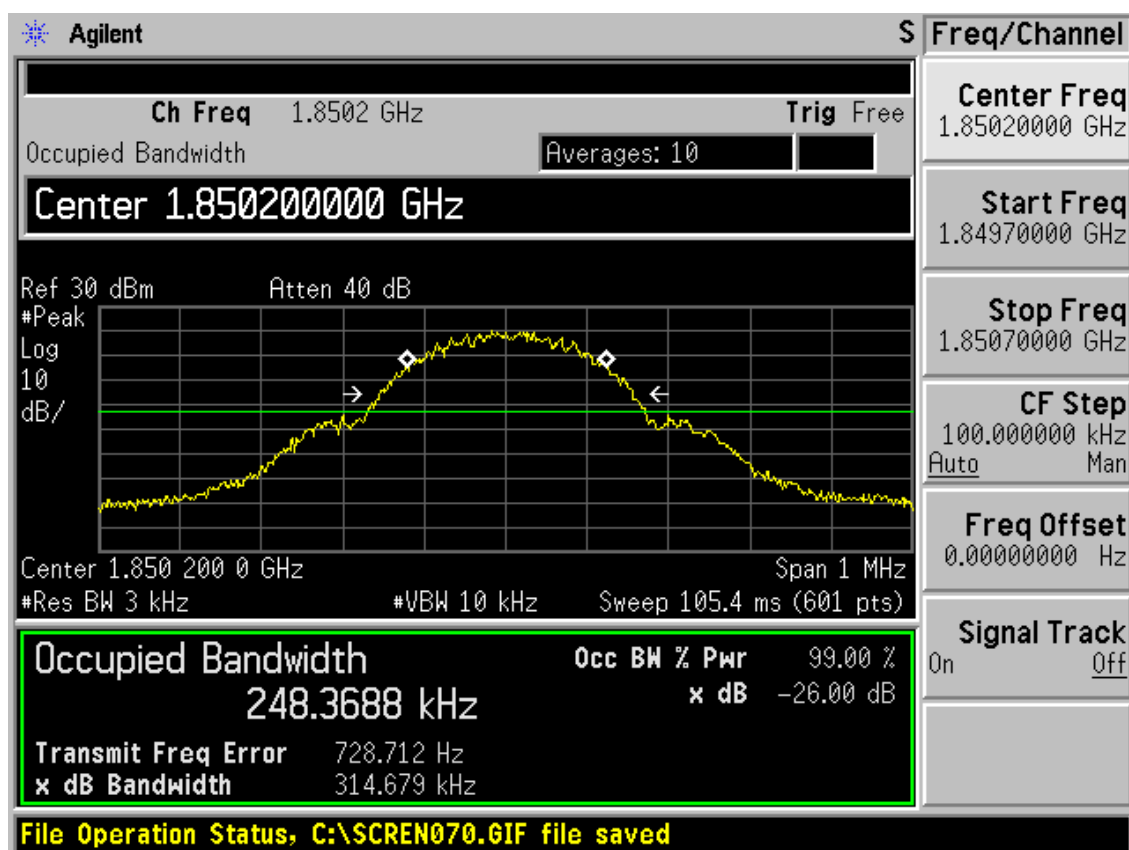 Agilent S Freq/Channel
Ch Freq 1.8502 GHz Trig Free
Occupied Bandwidth Averages: 10
Center 1.850200000 GHz
Ref 30 dBm Atten 40 dB
#Peak
Log
10
dB/
Center 1.850 200 0 GHz Span 1 MHz
#Res BW 3 kHz #VBW 10 kHz Sweep 105.4 ms (601 pts)
Occupied Bandwidth Occ BW % Pwr 99.00 %
248.3688 kHz x dB -26.00 dB
Transmit Freq Error 728.712 Hz
x dB Bandwidth 314.679 kHz
File Operation Status, C:\SCREN070.GIF file saved
Center Freq
1.85020000 GHz
Start Freq
1.84970000 GHz
Stop Freq
1.85070000 GHz
CF Step
100.000000 kHz
Auto Man
Freq Offset
0.00000000 Hz
Signal Track
On Off